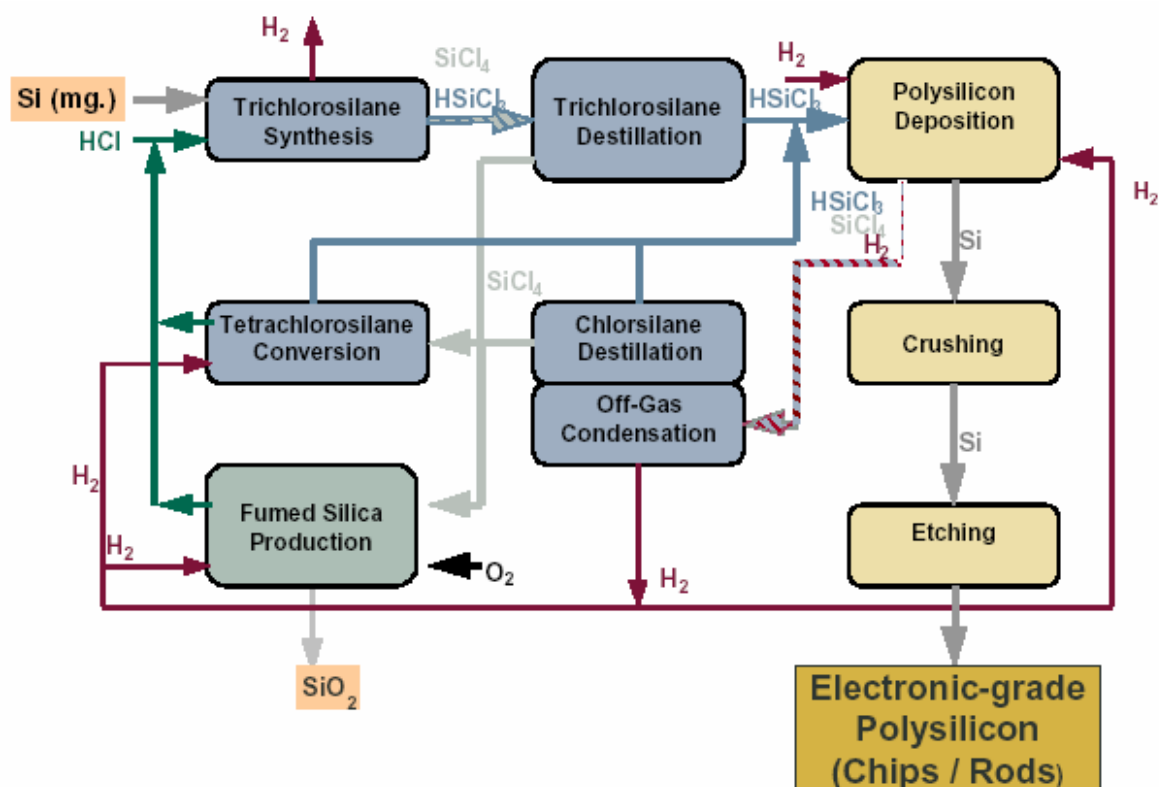 H₂
SiCl₄
Si (mg.)
Trichlorosilane
Synthesis
HSiCl₃
Trichlorosilane
Destillation
H₂
HSiCl₃
Polysilicon
Deposition
HCl
H₂
HSiCl₃
SiCl₄
H₂
Si
SiCl₄
Tetrachlorosilane
Conversion
Chlorsilane
Destillation
Crushing
Off-Gas
Condensation
Si
H₂
Fumed Silica
Production
Etching
H₂
O₂
H₂
SiO₂
Electronic-grade
Polysilicon
(Chips / Rods)